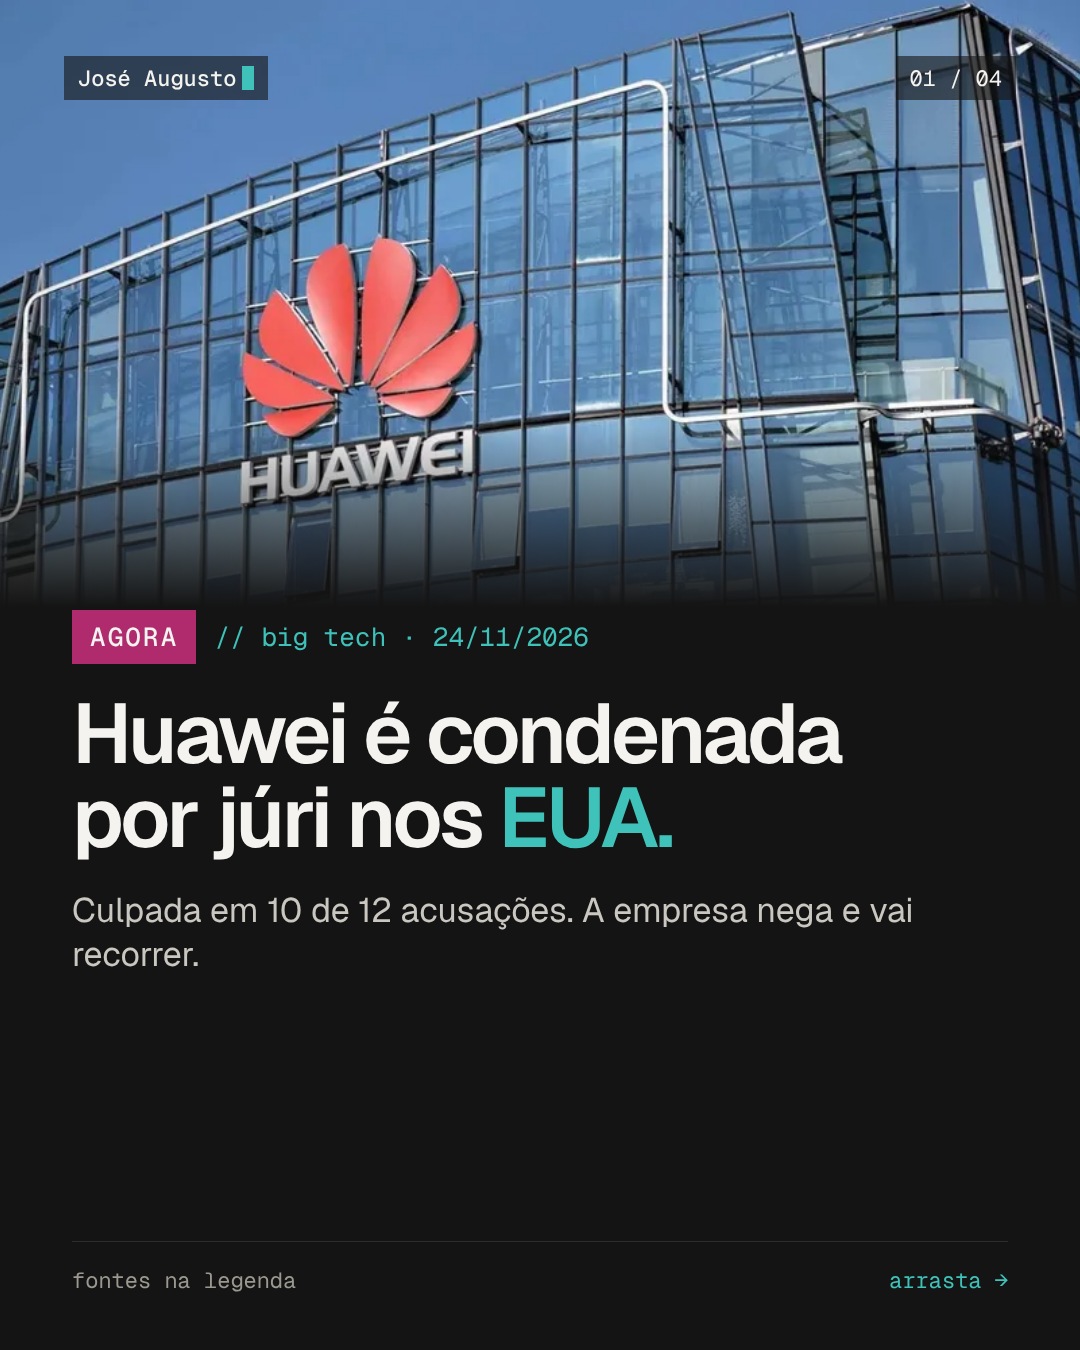 José Augusto
01 / 04
HUAWEI
AGORA // big tech · 24/11/2026
Huawei é condenada
por júri nos EUA.
Culpada em 10 de 12 acusações. A empresa nega e vai
recorrer.
fontes na legenda
arrasta →